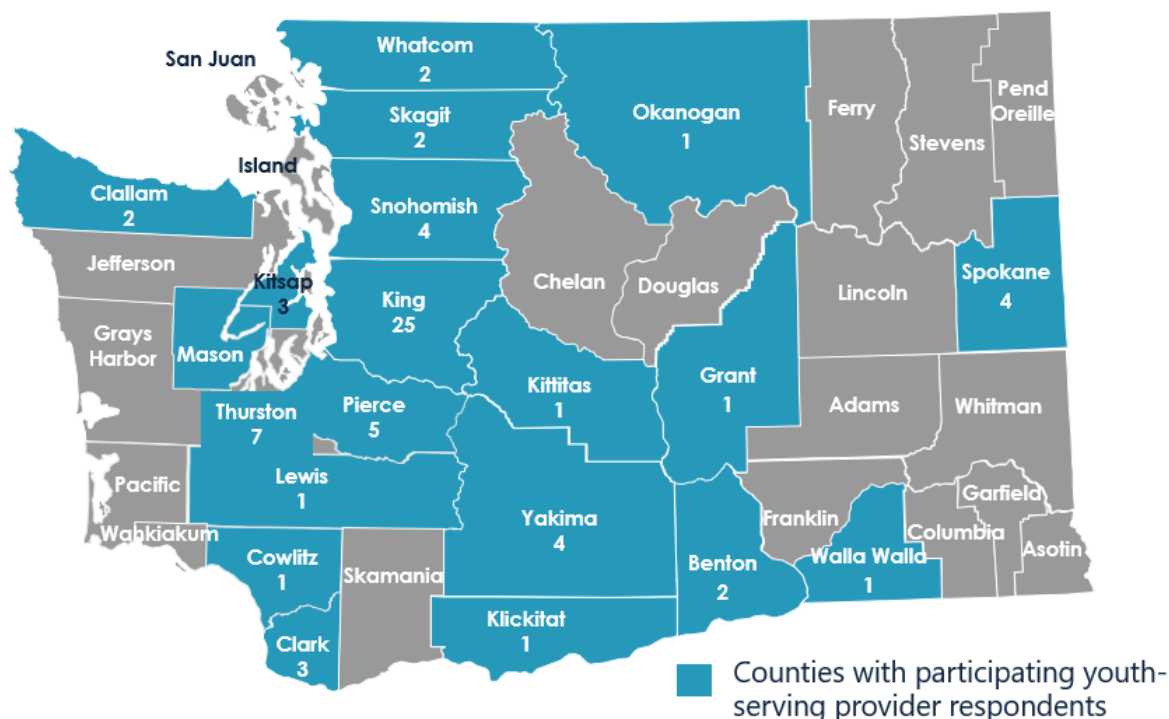 San Juan
Whatcom
2
Okanogan
1
Ferry
Stevens
Pend
Oreille
Skagit
2
Island
Clallam
2
Snohomish
4
Jefferson
Kitsap
3
King
25
Chelan
Douglas
Lincoln
Spokane
4
Grays
Harbor
Mason
Thurston
7
Pierce
5
Kittitas
1
Grant
1
Adams
Whitman
Pacific
Lewis
1
Yakima
4
Franklin
Garfield
Columbia
Asotin
Wahkiakum
Cowlitz
1
Skamania
Benton
2
Walla Walla
1
Clark
3
Klickitat
1
Counties with participating youth-
serving provider respondents